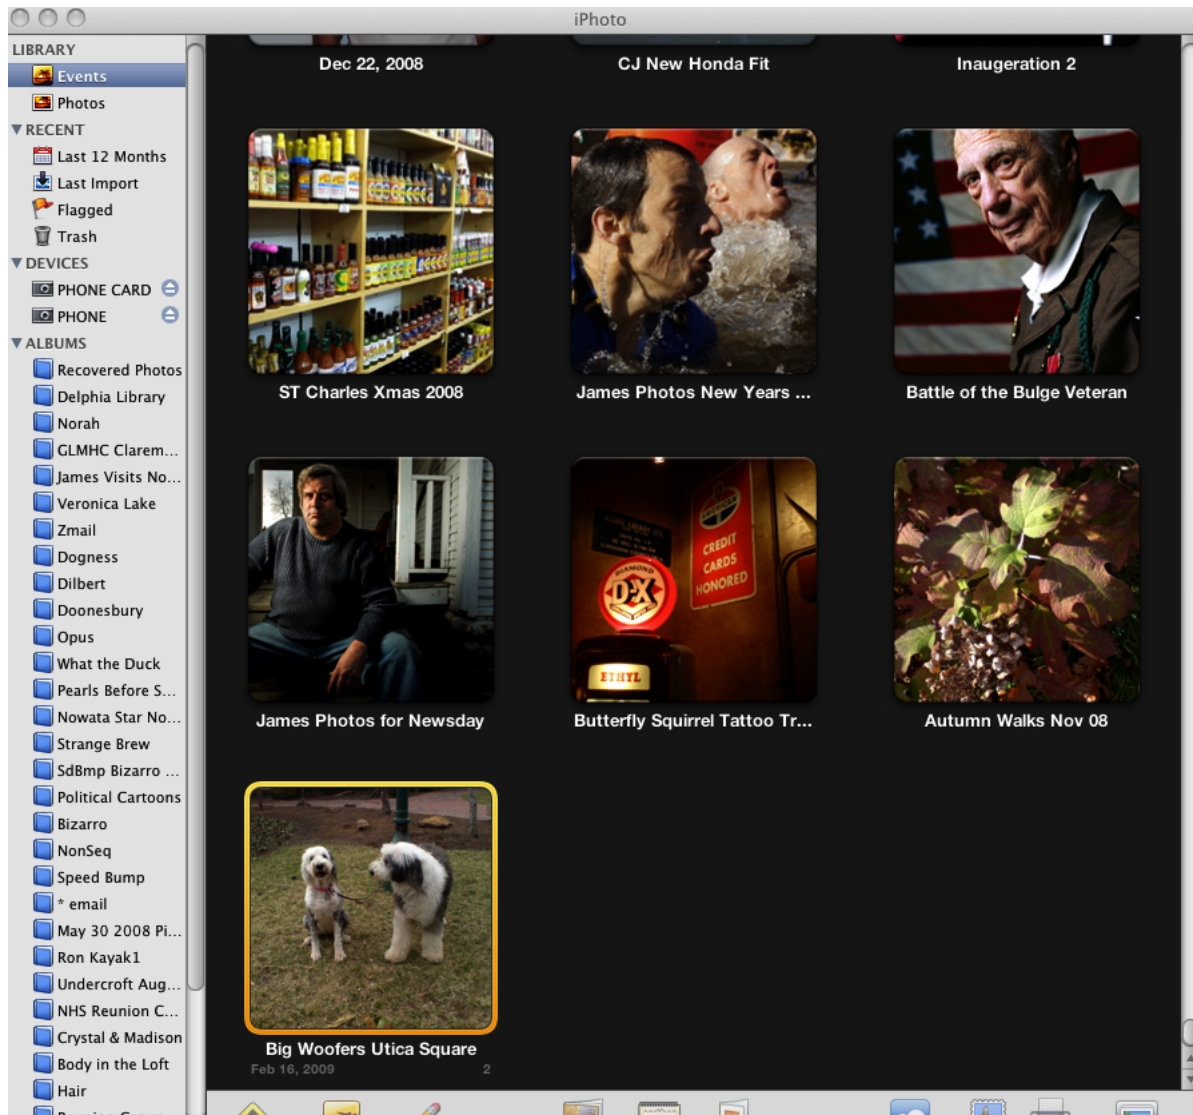 iPhoto
LIBRARY
Events
Photos
RECENT
Last 12 Months
Last Import
Flagged
Trash
DEVICES
PHONE CARD
PHONE
ALBUMS
Recovered Photos
Delphia Library
Norah
GLMHC Clarem...
James Visits No...
Veronica Lake
Zmail
Dogness
Dilbert
Doonesbury
Opus
What the Duck
Pearls Before S...
Nowata Star No...
Strange Brew
SdBmp Bizarro ...
Political Cartoons
Bizarro
NonSeq
Speed Bump
* email
May 30 2008 Pi...
Ron Kayak1
Undercroft Aug...
NHS Reunion C...
Crystal & Madison
Body in the Loft
Hair
Dec 22, 2008
CJ New Honda Fit
Inaugeration 2
ST Charles Xmas 2008
James Photos New Years ...
Battle of the Bulge Veteran
AMERICAN
CREDIT
CARDS
HONORED
DIAMOND
D-X
ETHYL
James Photos for Newsday
Butterfly Squirrel Tattoo Tr...
Autumn Walks Nov 08
Big Woofers Utica Square
Feb 16, 2009 2